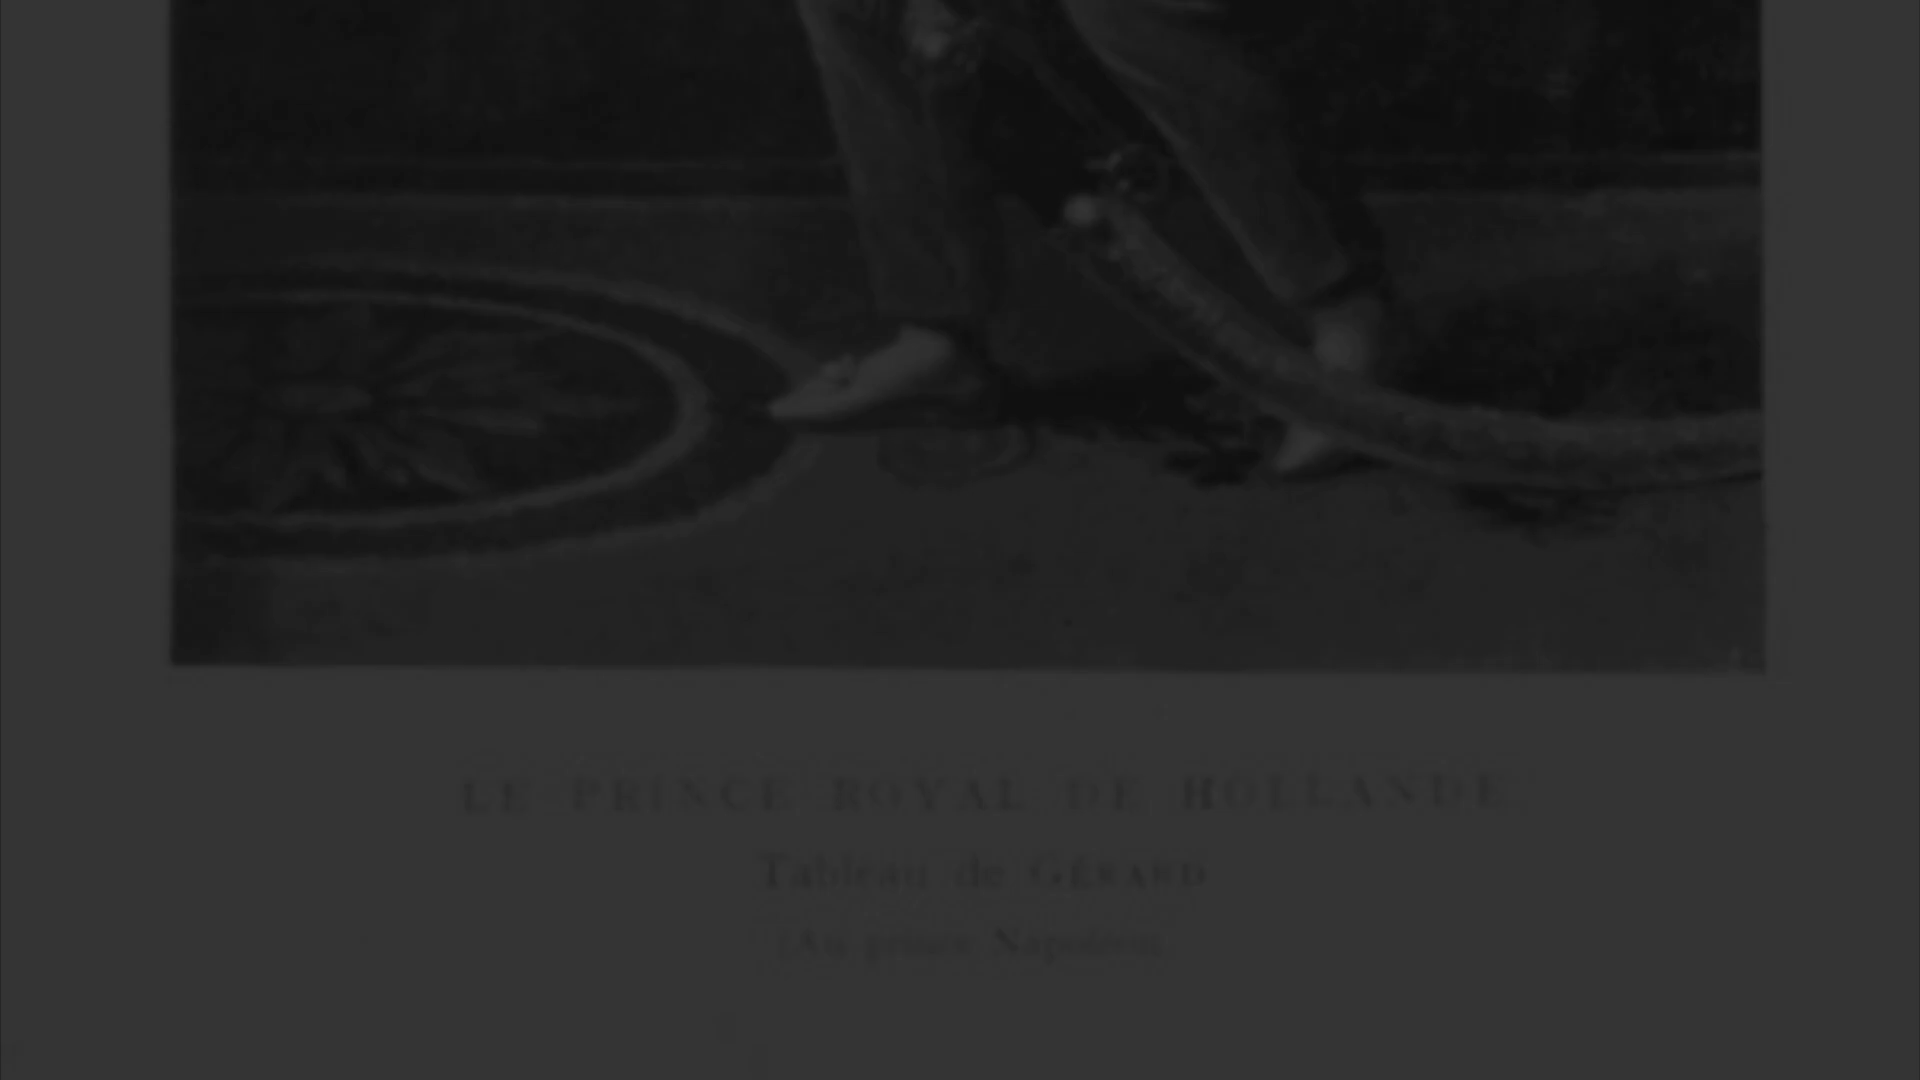 LE PRINCE ROYAL DE HOLLANDE
Tableau de GÉRARD
(Au prince Napoléon)